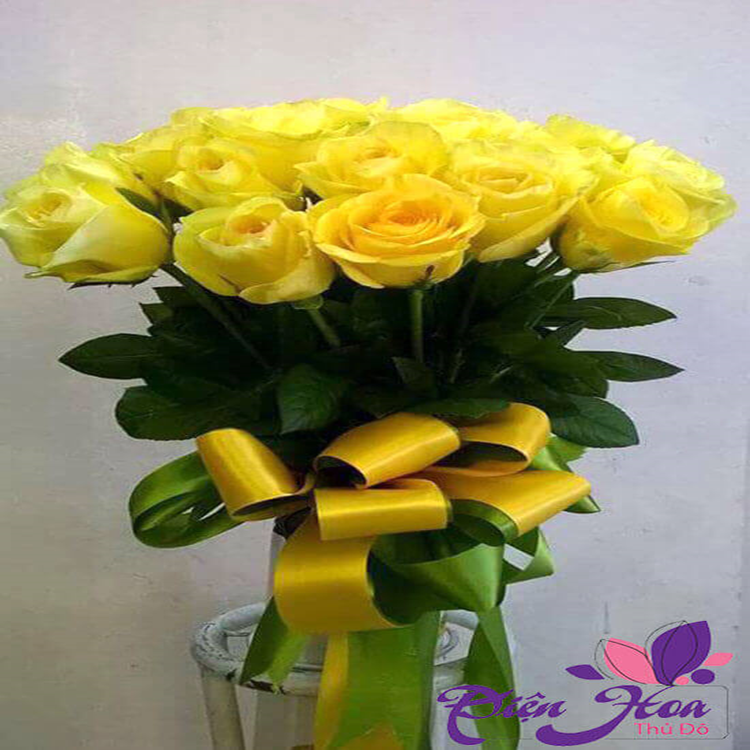 Điện Hoa
Thủ Đô